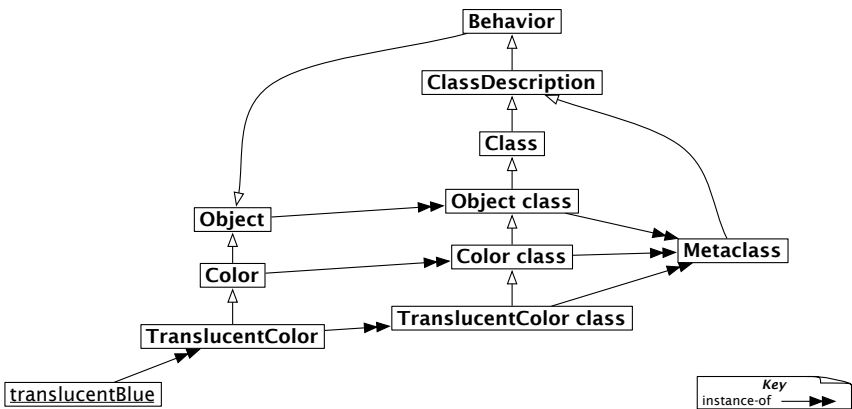 Behavior
ClassDescription
Class
Object class
Object
Metaclass
Color class
Color
TranslucentColor class
TranslucentColor
translucentBlue
Key
instance-of